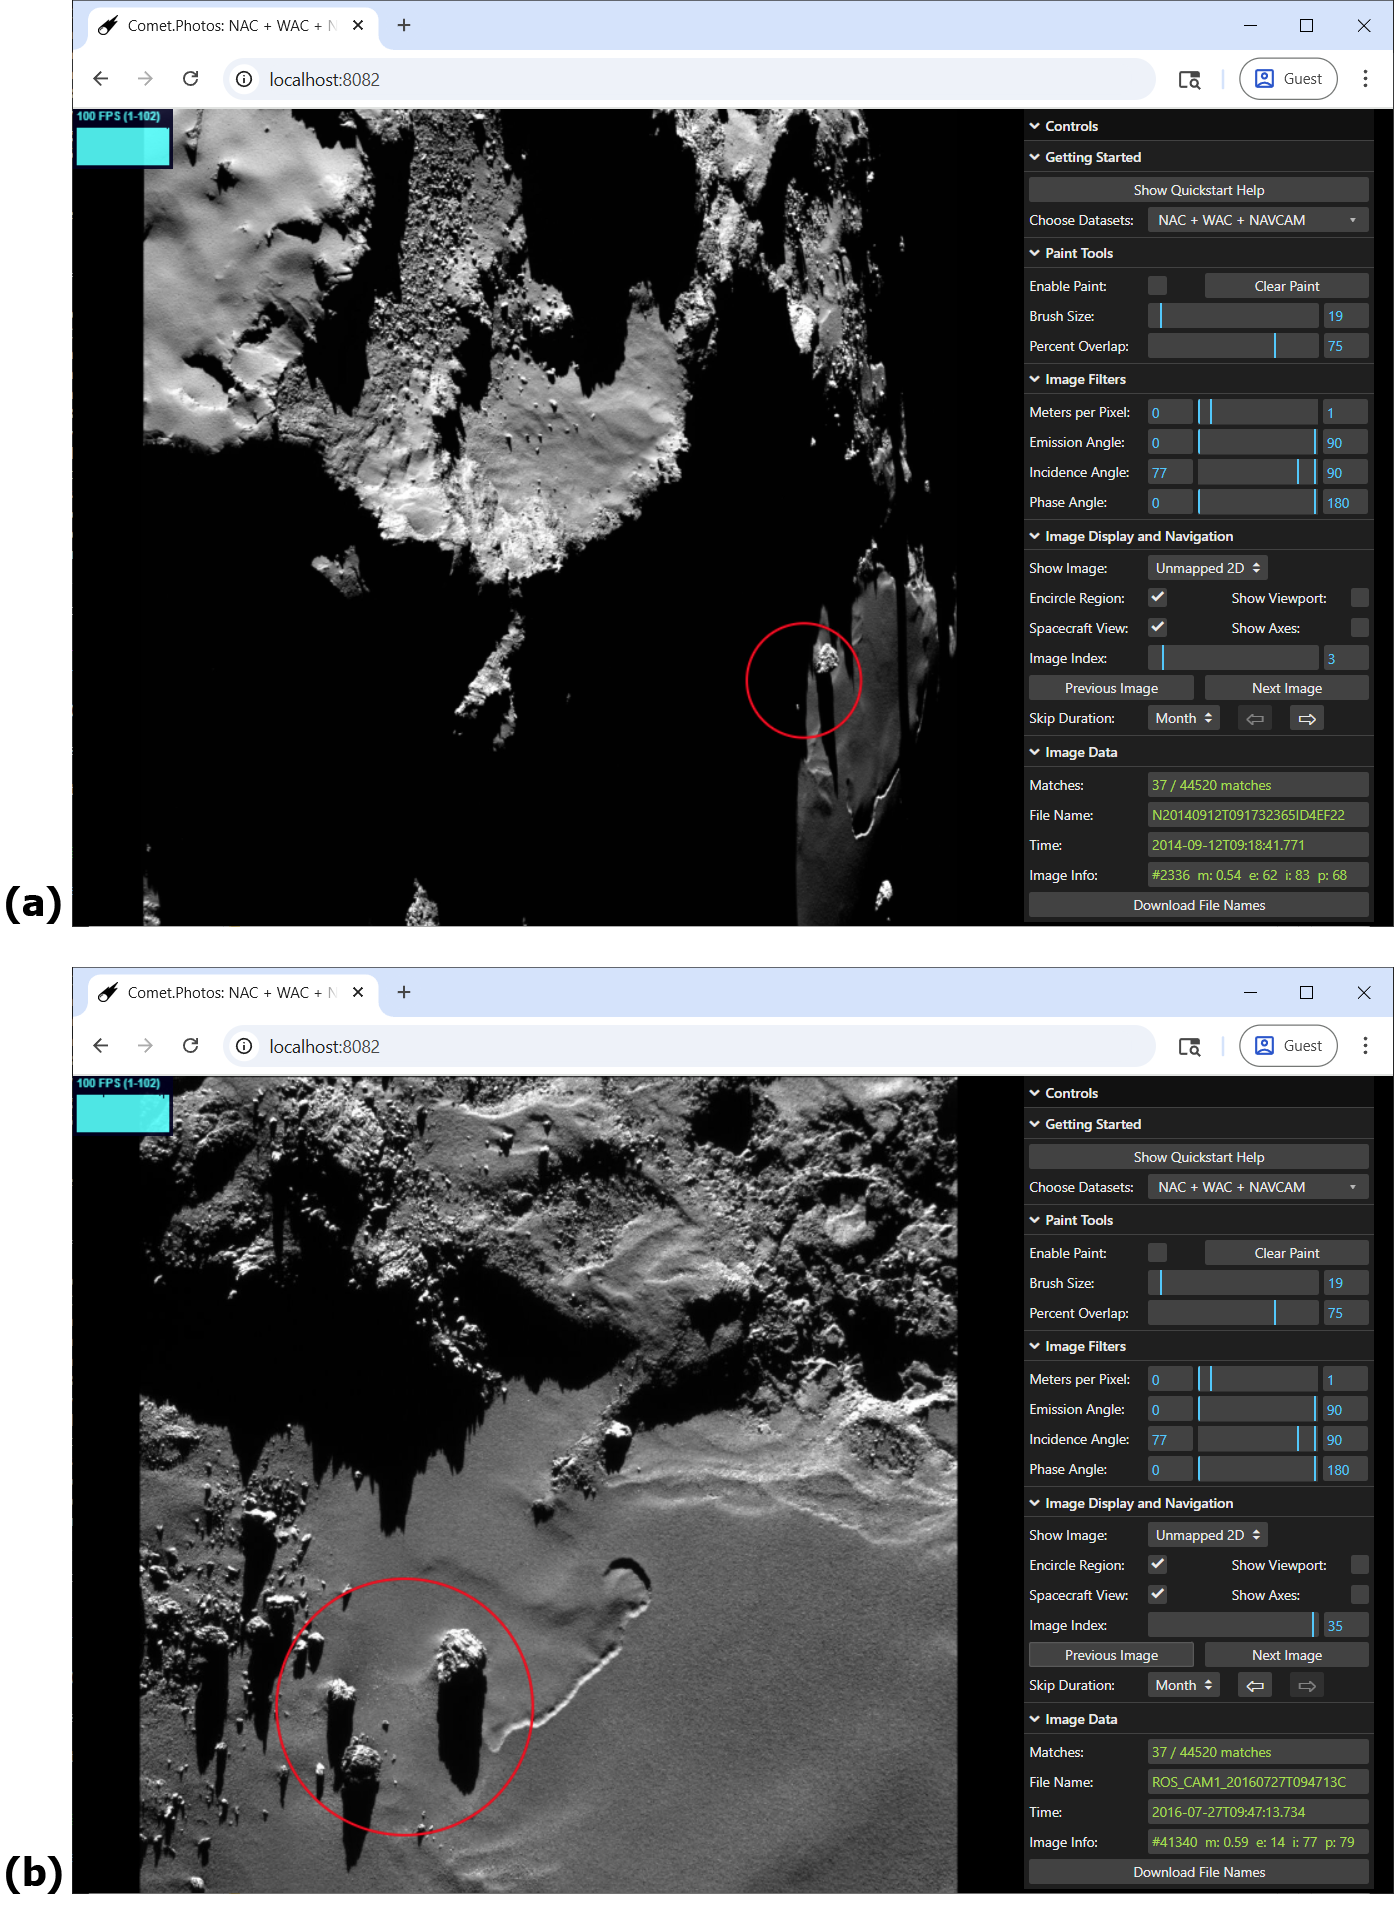 Comet.Photos: NAC + WAC + N
localhost:8082
Guest
100 FPS (1-102)
Controls
Getting Started
Show Quickstart Help
Choose Datasets: NAC + WAC + NAVCAM
Paint Tools
Enable Paint: Clear Paint
Brush Size: 19
Percent Overlap: 75
Image Filters
Meters per Pixel: 0 1
Emission Angle: 0 90
Incidence Angle: 77 90
Phase Angle: 0 180
Image Display and Navigation
Show Image: Unmapped 2D
Encircle Region: Show Viewport:
Spacecraft View: Show Axes:
Image Index: 3
Previous Image Next Image
Skip Duration: Month
Image Data
Matches: 37 / 44520 matches
File Name: N20140912T091732365ID4EF22
Time: 2014-09-12T09:18:41.771
Image Info: #2336 m: 0.54 e: 62 i: 83 p: 68
Download File Names
(a)
Comet.Photos: NAC + WAC + N
localhost:8082
Guest
100 FPS (1-102)
Controls
Getting Started
Show Quickstart Help
Choose Datasets: NAC + WAC + NAVCAM
Paint Tools
Enable Paint: Clear Paint
Brush Size: 19
Percent Overlap: 75
Image Filters
Meters per Pixel: 0 1
Emission Angle: 0 90
Incidence Angle: 77 90
Phase Angle: 0 180
Image Display and Navigation
Show Image: Unmapped 2D
Encircle Region: Show Viewport:
Spacecraft View: Show Axes:
Image Index: 35
Previous Image Next Image
Skip Duration: Month
Image Data
Matches: 37 / 44520 matches
File Name: ROS_CAM1_20160727T094713C
Time: 2016-07-27T09:47:13.734
Image Info: #41340 m: 0.59 e: 14 i: 77 p: 79
Download File Names
(b)